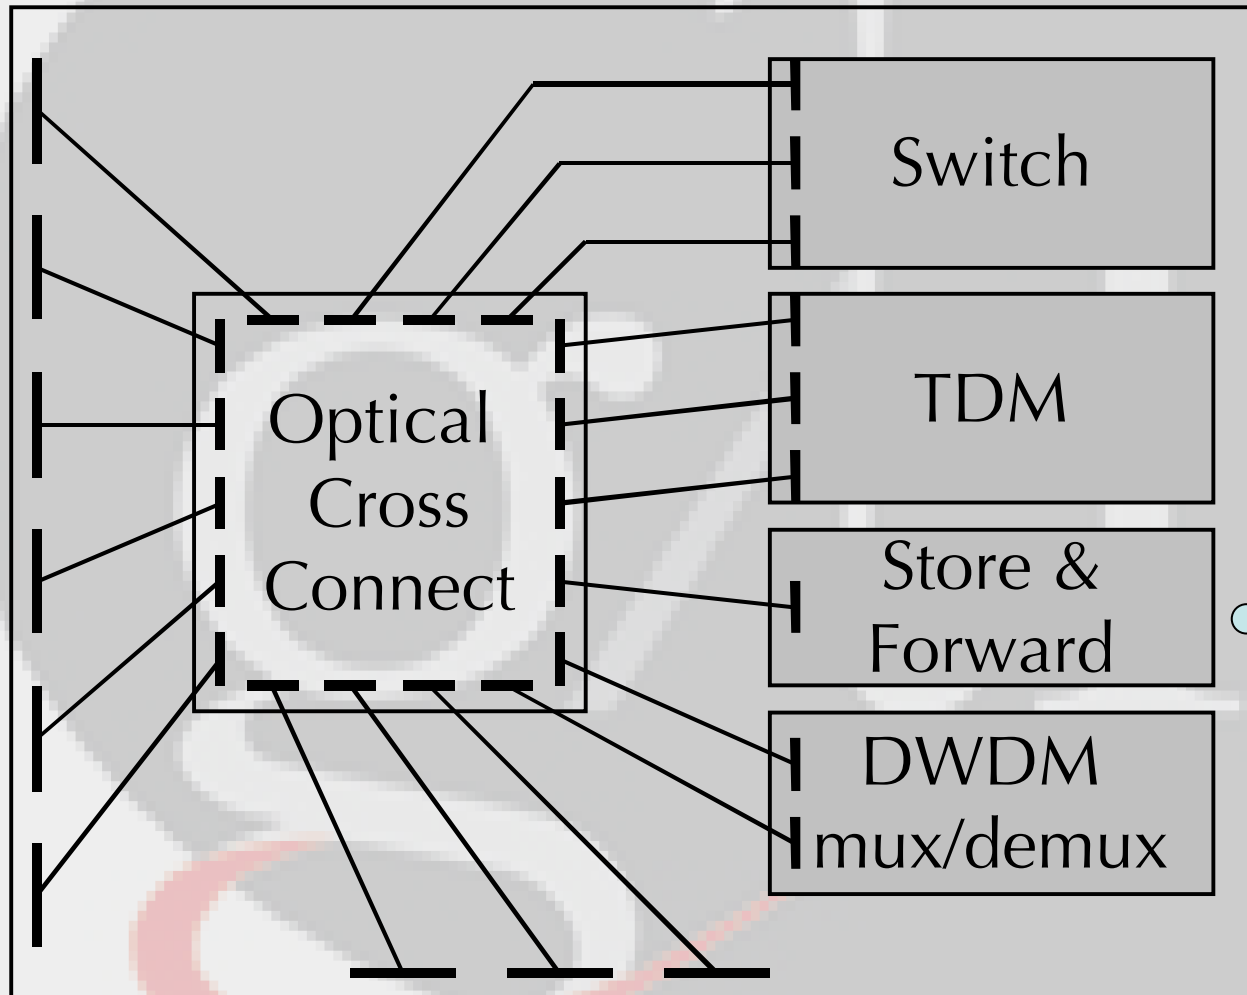 Switch
Optical
Cross
Connect
TDM
Store &
Forward
DWDM
mux/demux